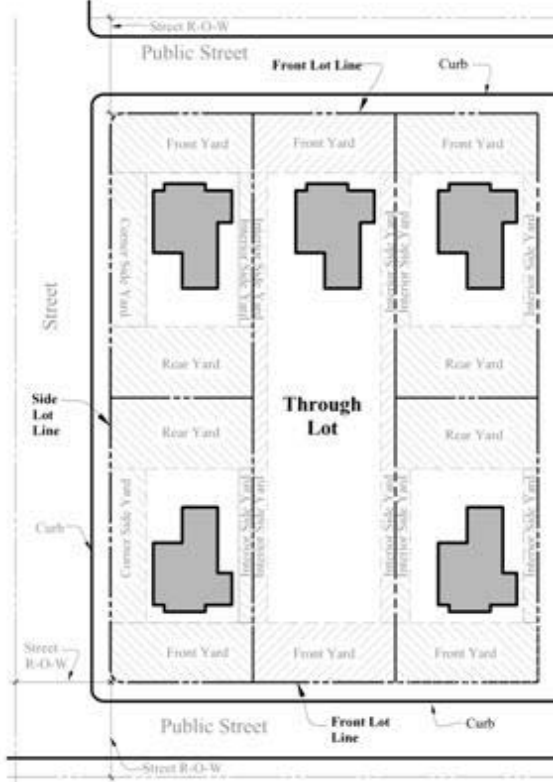 Street R-O-W
Public Street
Front Lot Line
Curb
Front Yard
Front Yard
Front Yard
Corner Side Yard
Interior Side Yard
Interior Side Yard
Interior Side Yard
Interior Side Yard
Interior Side Yard
Street
Rear Yard
Rear Yard
Side
Lot
Line
Through
Lot
Rear Yard
Rear Yard
Curb
Corner Side Yard
Interior Side Yard
Interior Side Yard
Interior Side Yard
Interior Side Yard
Interior Side Yard
Street
R-O-W
Front Yard
Front Yard
Front Yard
Public Street
Front Lot
Line
Curb
Street R-O-W